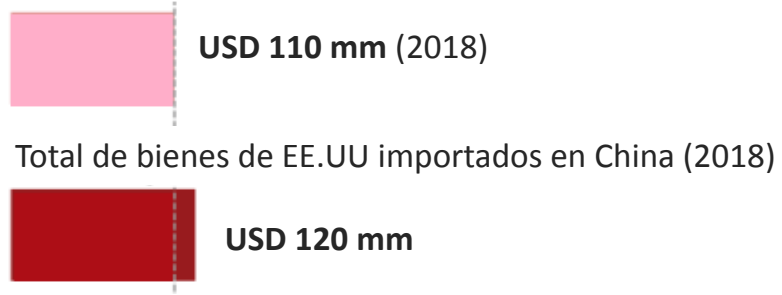 USD 110 mm (2018)
Total de bienes de EE.UU importados en China (2018)
USD 120 mm